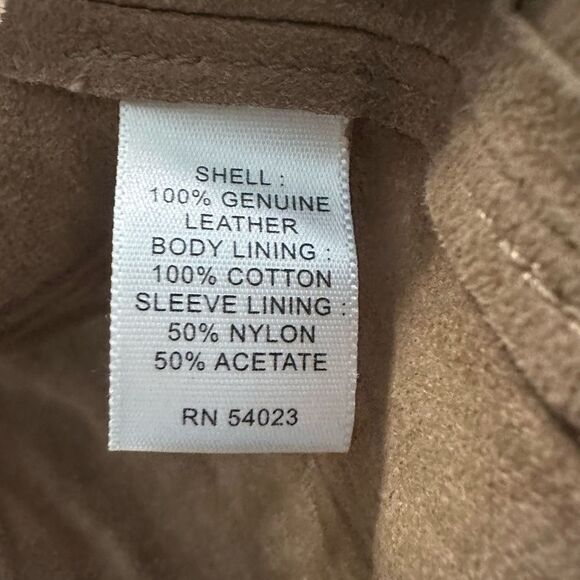 SHELL :
100% GENUINE
LEATHER
BODY LINING :
100% COTTON
SLEEVE LINING :
50% NYLON
50% ACETATE
RN 54023